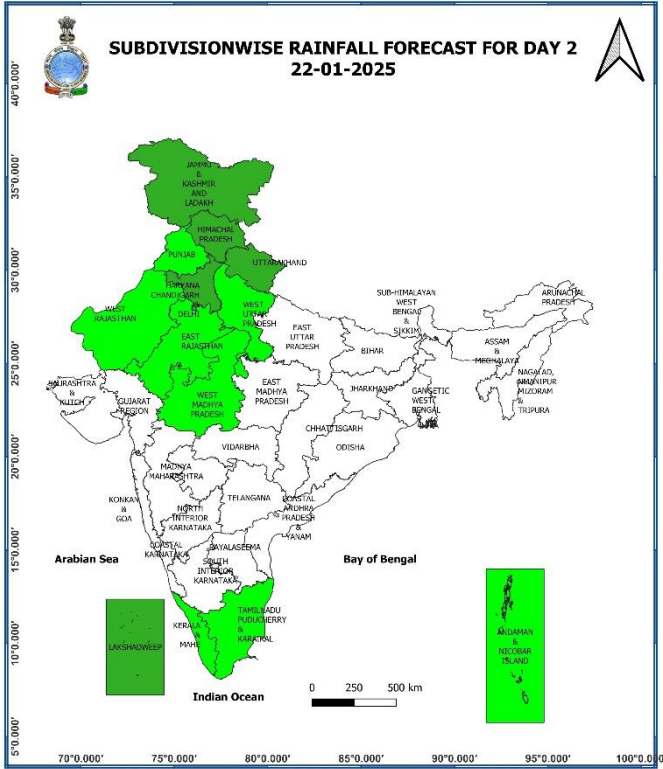 SUBDIVISIONWISE RAINFALL FORECAST FOR DAY 2
22-01-2025
40°0.000'
35°0.000'
30°0.000'
25°0.000'
20°0.000'
15°0.000'
10°0.000'
5°0.000'
JAMMU
&
KASHMIR
AND
LADAKH
HIMACHAL
PRADESH
PUNJAB
UTTARAKHAND
HARYANA
CHANDIGARH
DELHI
WEST
RAJASTHAN
WEST
UTTAR
PRADESH
EAST
RAJASTHAN
EAST
UTTAR
PRADESH
SUB-HIMALAYAN
WEST
BENGAL
&
SIKKIM
ARUNACHAL
PRADESH
ASSAM
&
MEGHALAYA
BIHAR
NAGALAD,
MANIPUR
MIZORAM
&
TRIPURA
SAURASHTRA
&
KUTCH
GUJARAT
REGION
WEST
MADHYA
PRADESH
EAST
MADHYA
PRADESH
JHARKHAND
GANGETIC
WEST
BENGAL
CHHATTISGARH
ODISHA
VIDARBHA
MADHYA
MAHARASHTRA
KONKAN
&
GOA
TELANGANA
NORTH
INTERIOR
KARNATAKA
COASTAL
ANDHRA
PRADESH
&
YANAM
COASTAL
KARNATAKA
RAYALASEEMA
SOUTH
INTERIOR
KARNATAKA
Arabian Sea
Bay of Bengal
LAKSHADWEEP
KERALA
&
MAHE
TAMILNADU
PUDUCHERRY
&
KARAIKAL
ANDAMAN
&
NICOBAR
ISLAND
Indian Ocean
0 250 500 km
70°0.000' 75°0.000' 80°0.000' 85°0.000' 90°0.000' 95°0.000' 100°0.000'